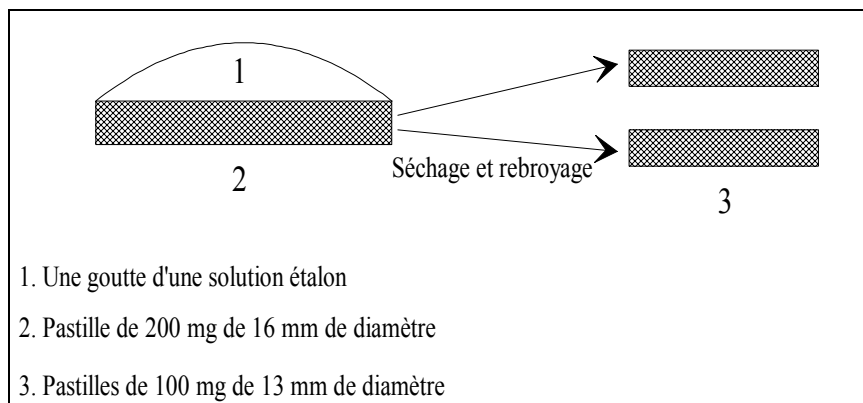 1
Séchage et rebroyage
2
3
1. Une goutte d'une solution étalon
2. Pastille de 200 mg de 16 mm de diamètre
3. Pastilles de 100 mg de 13 mm de diamètre